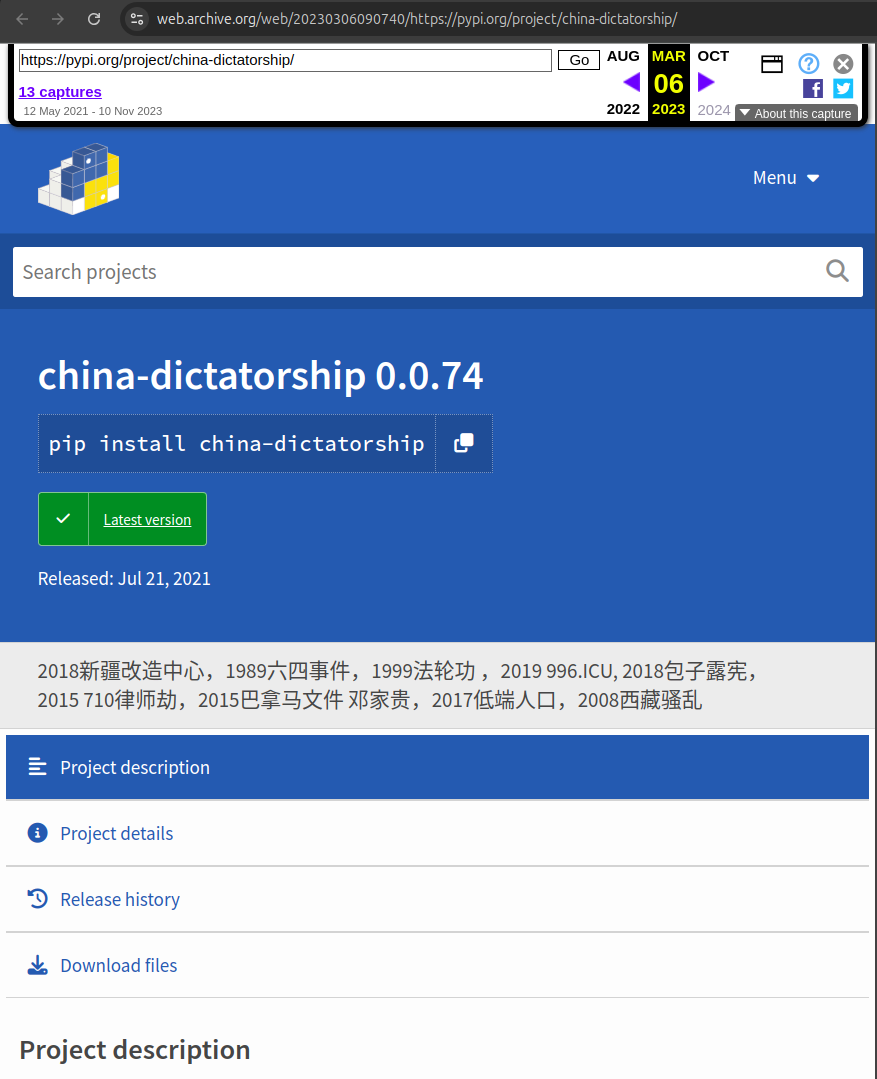 web.archive.org/web/20230306090740/https://pypi.org/project/china-dictatorship/
https://pypi.org/project/china-dictatorship/
Go
AUG MAR OCT
13 captures
06
12 May 2021 - 10 Nov 2023
2022 2023 2024
About this capture
Menu
Search projects
china-dictatorship 0.0.74
pip install china-dictatorship
Latest version
Released: Jul 21, 2021
2018新疆改造中心，1989六四事件，1999法轮功 ，2019 996.ICU, 2018包子露宪，
2015 710律师劫，2015巴拿马文件 邓家贵，2017低端人口，2008西藏骚乱
Project description
Project details
Release history
Download files
Project description